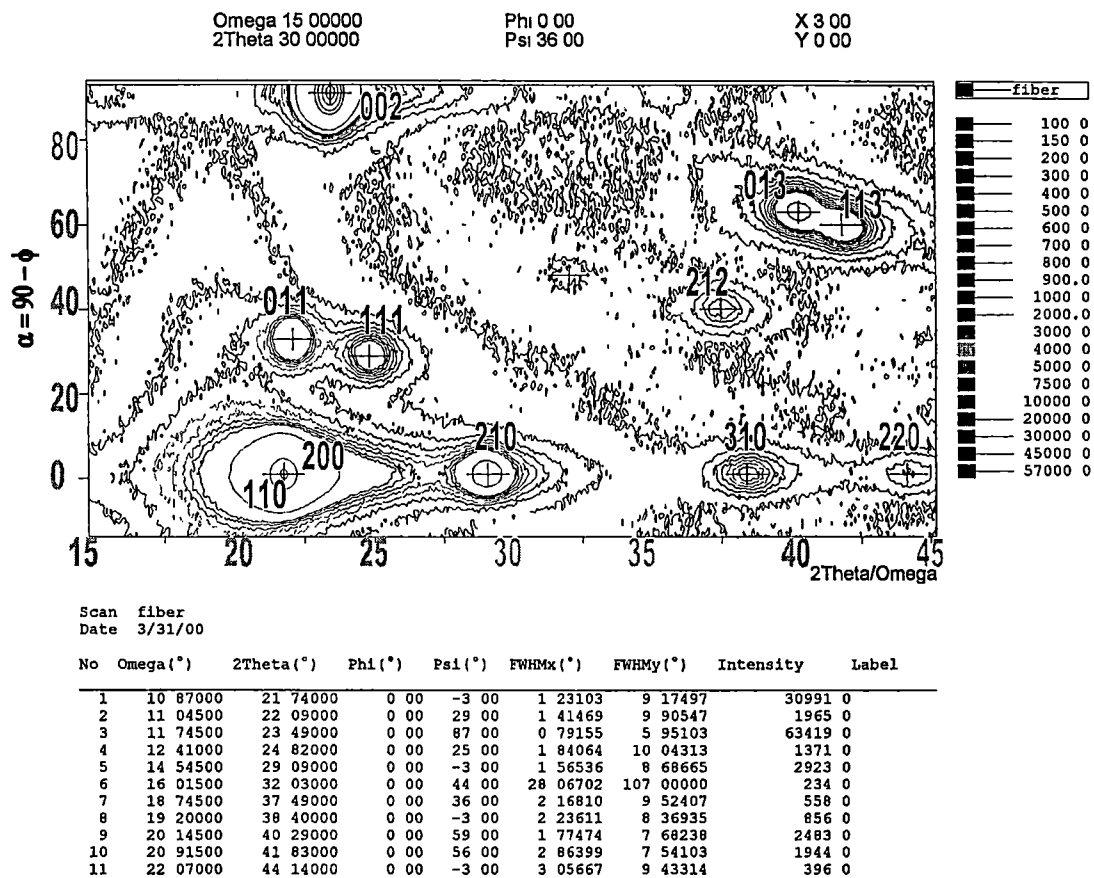 Omega 15 00000 Phi 0 00 X 3 00
2Theta 30 00000 Psi 36 00 Y 0 00
fiber
100 0
150 0
200 0
300 0
400 0
500 0
600 0
700 0
800 0
900.0
1000 0
2000.0
3000 0
4000 0
5000 0
7500 0
10000 0
20000 0
30000 0
45000 0
57000 0
002
013
113
011
111
212
210
310
220
200
110
80
60
40
20
0
α = 90 - ϕ
15 20 25 30 35 40 45
2Theta/Omega
Scan fiber
Date 3/31/00
No Omega(°) 2Theta(°) Phi(°) Psi(°) FWHMx(°) FWHMy(°) Intensity Label
1 10 87000 21 74000 0 00 -3 00 1 23103 9 17497 30991 0
2 11 04500 22 09000 0 00 29 00 1 41469 9 90547 1965 0
3 11 74500 23 49000 0 00 87 00 0 79155 5 95103 63419 0
4 12 41000 24 82000 0 00 25 00 1 84064 10 04313 1371 0
5 14 54500 29 09000 0 00 -3 00 1 56536 8 68665 2923 0
6 16 01500 32 03000 0 00 44 00 28 06702 107 00000 234 0
7 18 74500 37 49000 0 00 36 00 2 16810 9 52407 558 0
8 19 20000 38 40000 0 00 -3 00 2 23611 8 36935 856 0
9 20 14500 40 29000 0 00 59 00 1 77474 7 68238 2483 0
10 20 91500 41 83000 0 00 56 00 2 86399 7 54103 1944 0
11 22 07000 44 14000 0 00 -3 00 3 05667 9 43314 396 0